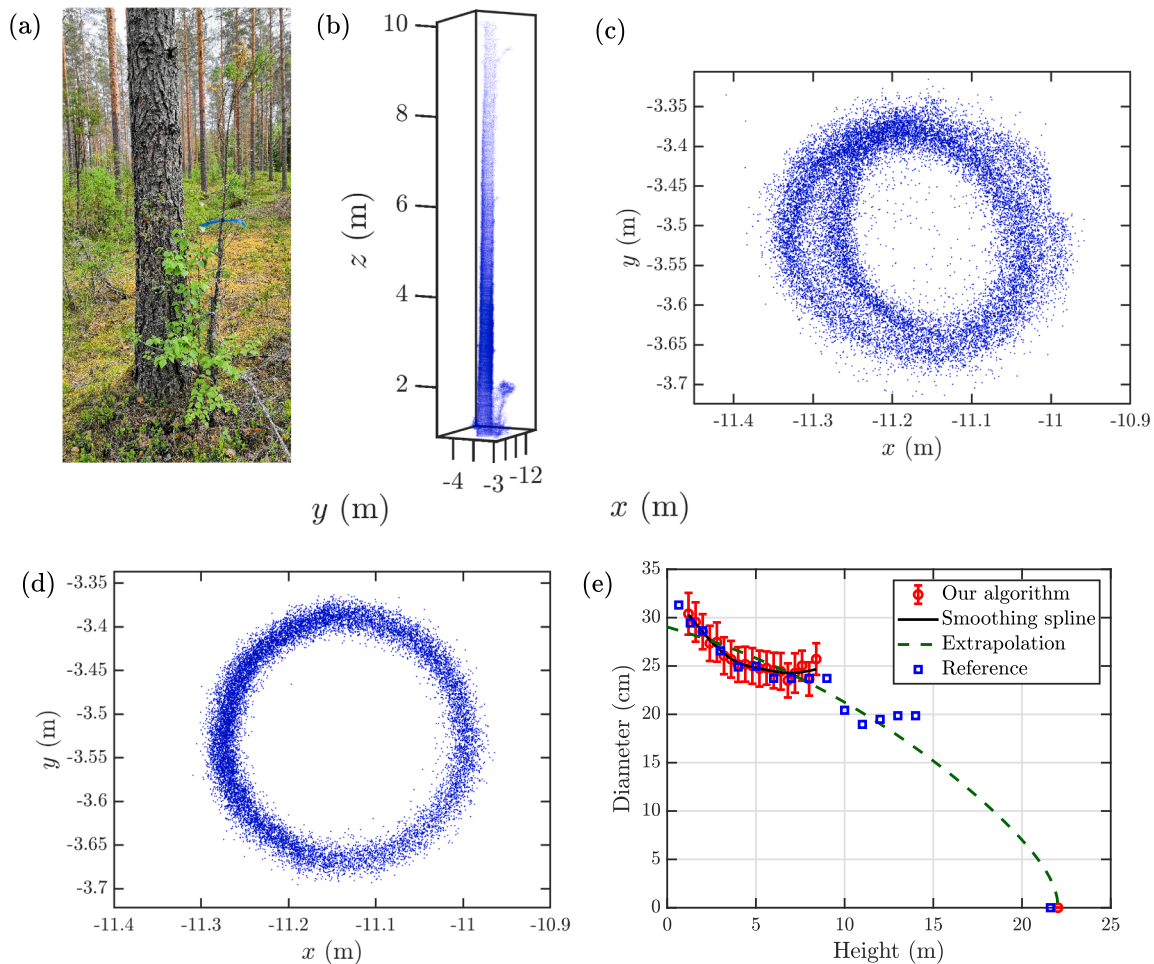 (a)
(b)
10
8
6
4
2
z (m)
-4
-3
-12
y (m)
x (m)
(c)
-3.35
-3.4
-3.45
-3.5
-3.55
-3.6
-3.65
-3.7
y (m)
-11.4
-11.3
-11.2
-11.1
-11
-10.9
x (m)
(d)
-3.35
-3.4
-3.45
-3.5
-3.55
-3.6
-3.65
-3.7
y (m)
-11.4
-11.3
-11.2
-11.1
-11
-10.9
x (m)
(e)
35
30
25
20
15
10
5
0
Diameter (cm)
Our algorithm
Smoothing spline
Extrapolation
Reference
0
5
10
15
20
25
Height (m)